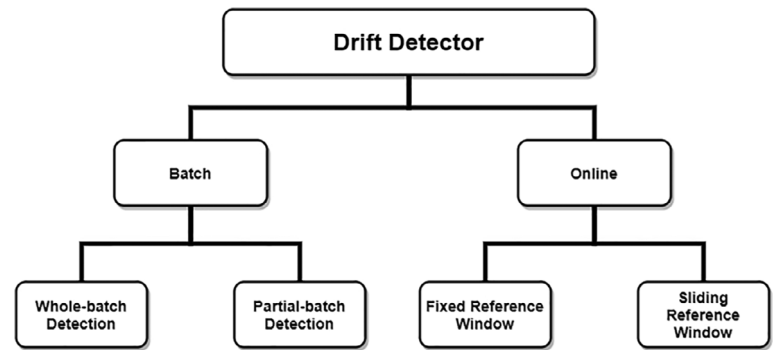 Drift Detector
Batch
Online
Whole-batch
Detection
Partial-batch
Detection
Fixed Reference
Window
Sliding
Reference
Window